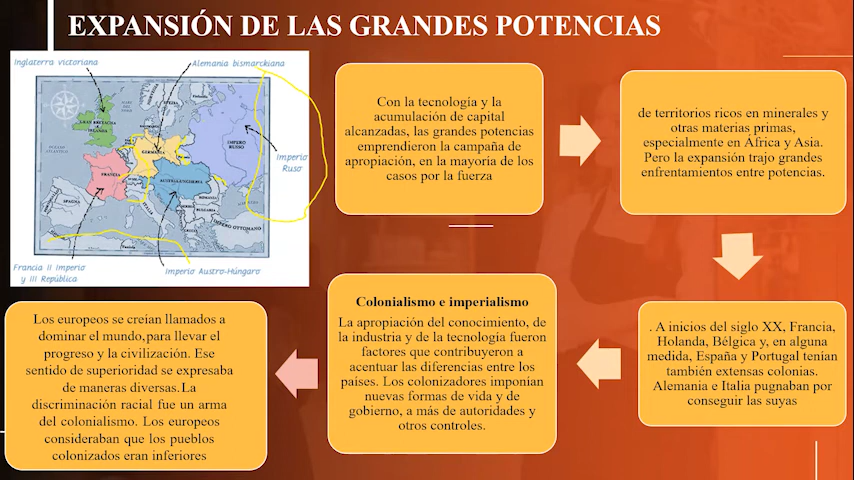 EXPANSIÓN DE LAS GRANDES POTENCIAS
Inglaterra victoriana
Alemania bismarckiana
GRAN BRETAÑA e
IRLANDA
SUECIA
IMPERIO
RUSO
GERMANIA
FRANCIA
AUSTROHUNGRIA
ESPAÑA
ITALIA
RUMANIA
BULGARIA
GRECIA
IMPERIO OTTOMANO
OCÉANO
ATLÁNTICO
Imperio
Ruso
Francia II Imperio
y III República
Imperio Austro-Húngaro
Con la tecnología y la
acumulación de capital
alcanzadas, las grandes potencias
emprendieron la campaña de
apropiación, en la mayoría de los
casos por la fuerza
de territorios ricos en minerales y
otras materias primas,
especialmente en África y Asia.
Pero la expansión trajo grandes
enfrentamientos entre potencias.
. A inicios del siglo XX, Francia,
Holanda, Bélgica y, en alguna
medida, España y Portugal tenían
también extensas colonias.
Alemania e Italia pugnaban por
conseguir las suyas
Colonialismo e imperialismo
La apropiación del conocimiento, de
la industria y de la tecnología fueron
factores que contribuyeron a
acentuar las diferencias entre los
países. Los colonizadores imponían
nuevas formas de vida y de
gobierno, a más de autoridades y
otros controles.
Los europeos se creían llamados a
dominar el mundo,para llevar el
progreso y la civilización. Ese
sentido de superioridad se expresaba
de maneras diversas.La
discriminación racial fue un arma
del colonialismo. Los europeos
consideraban que los pueblos
colonizados eran inferiores